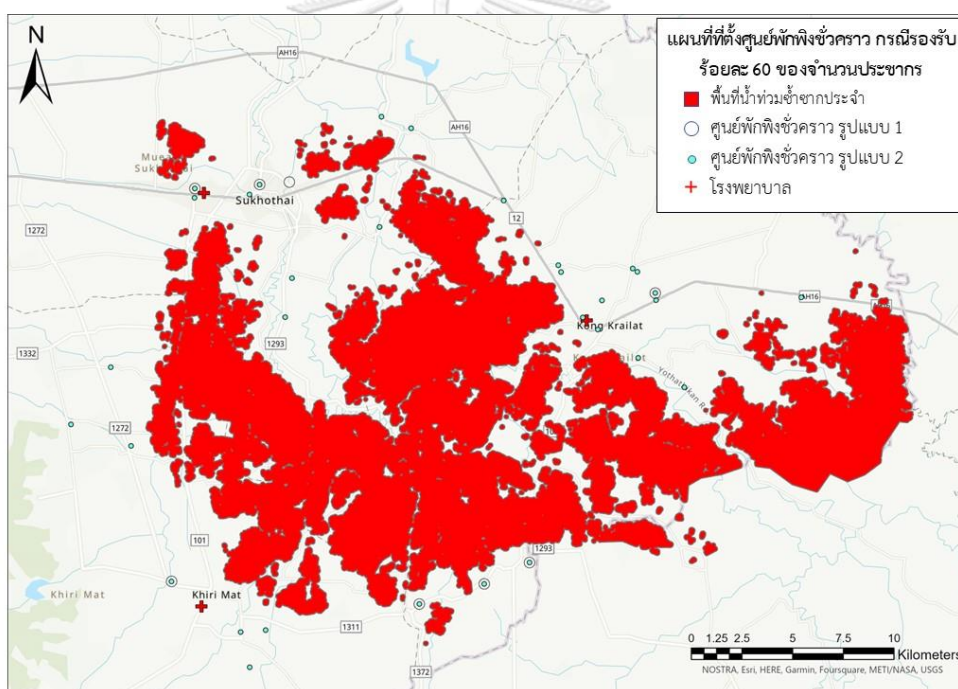 N
แผนที่ที่ตั้งศูนย์พักพิงชั่วคราว กรณีรองรับ
ร้อยละ 60 ของจำนวนประชากร
พื้นที่น้ำท่วมซ้ำซากประจำ
ศูนย์พักพิงชั่วคราว รูปแบบ 1
ศูนย์พักพิงชั่วคราว รูปแบบ 2
โรงพยาบาล
AH16
AH16
Sukhothai
1272
12
AH16
Kong Krailat
1293
1332
1272
101
1293
Khiri Mat
Khiri Mat
1311
1372
0 1.25 2.5 5 7.5 10
Kilometers
NOSTRA, Esri, HERE, Garmin, Foursquare, METI/NASA, USGS